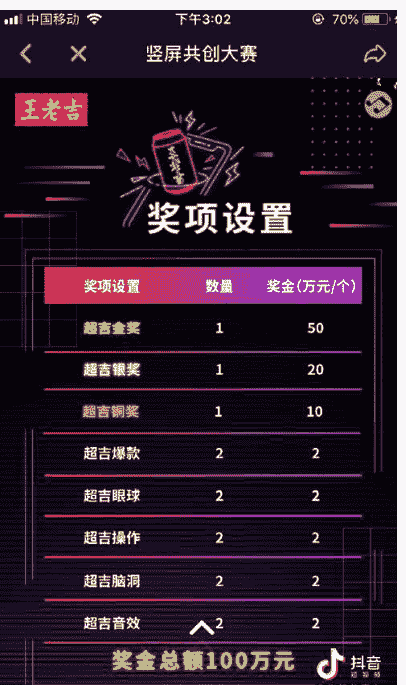 中国移动 下午3:02 70%
竖屏共创大赛
王老吉
奖项设置
奖项设置 数量 奖金(万元/个)
超吉金奖 1 50
超吉银奖 1 20
超吉铜奖 1 10
超吉爆款 2 2
超吉眼球 2 2
超吉操作 2 2
超吉脑洞 2 2
超吉音效 2 2
奖金总额100万元
抖音